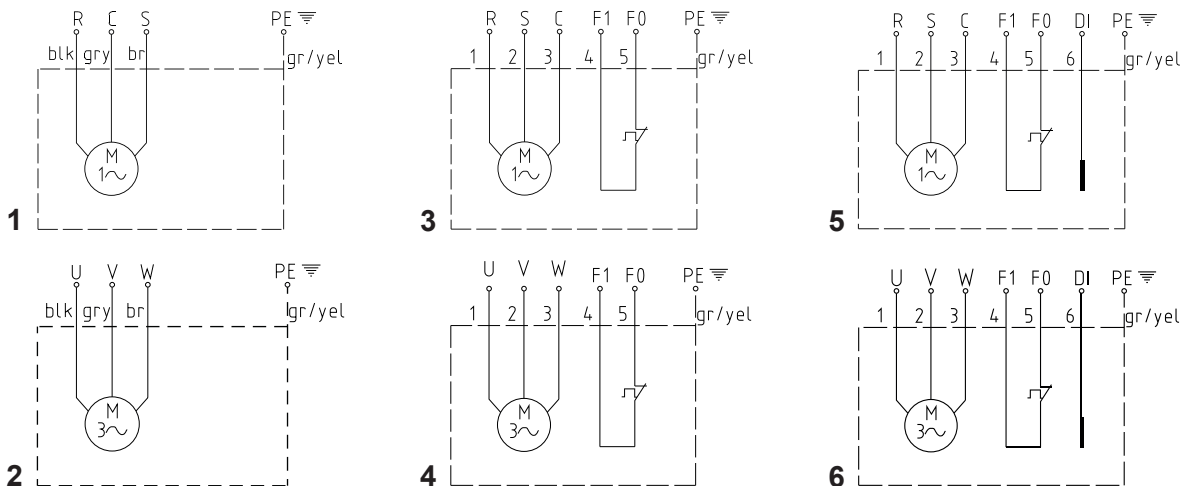 R C S PE
blk gry br gr/yel
M
1~
1
R S C F1 F0 PE
1 2 3 4 5 gr/yel
M
1~
3
R S C F1 F0 DI PE
1 2 3 4 5 6 gr/yel
M
1~
5
U V W PE
blk gry br gr/yel
M
3~
2
U V W F1 F0 PE
1 2 3 4 5 gr/yel
M
3~
4
U V W F1 F0 DI PE
1 2 3 4 5 6 gr/yel
M
3~
6